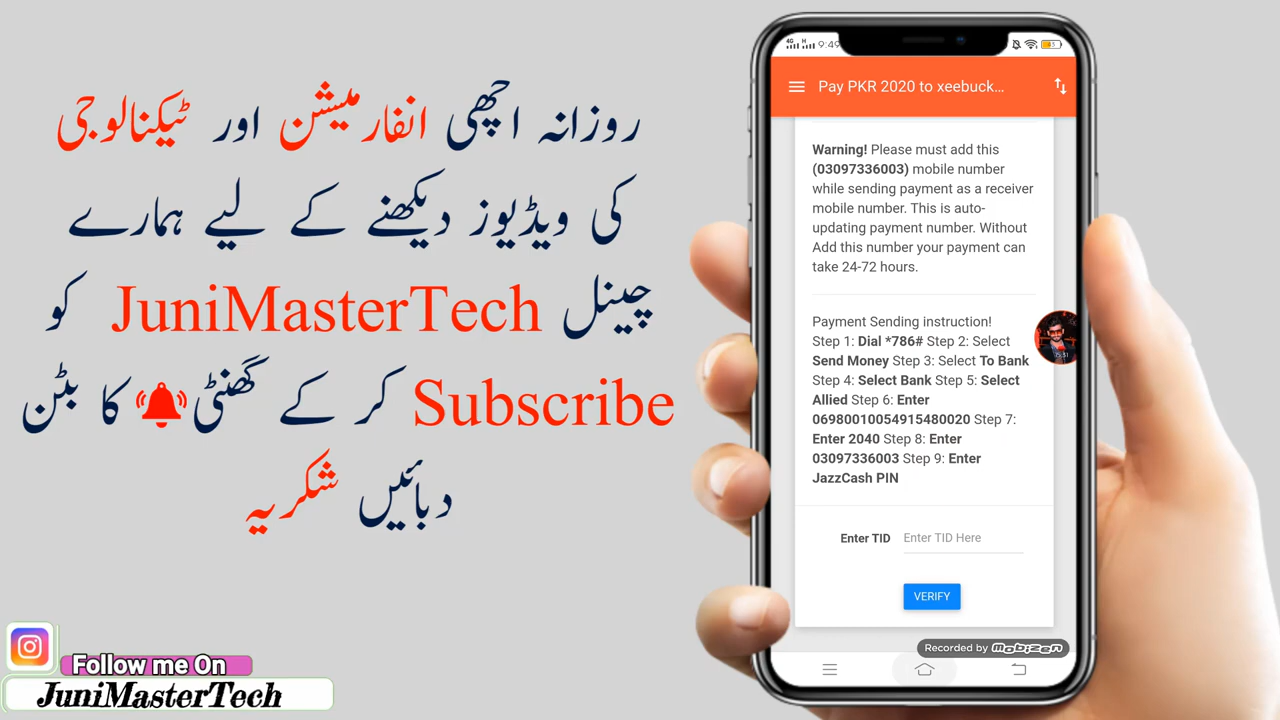 روزانہ اچھی انفارمیشن اور ٹیکنالوجی
کی ویڈیوز دیکھنے کے لیے ہمارے
چینل JuniMasterTech کو
Subscribe کر کے گھنٹی کا بٹن
دبائیں شکریہ
Follow me On
JuniMasterTech
4G H 9:49
Pay PKR 2020 to xeebuck...
Warning! Please must add this
(03097336003) mobile number
while sending payment as a receiver
mobile number. This is auto-
updating payment number. Without
Add this number your payment can
take 24-72 hours.
Payment Sending instruction!
Step 1: Dial *786# Step 2: Select
Send Money Step 3: Select To Bank
Step 4: Select Bank Step 5: Select
Allied Step 6: Enter
06980010054915480020 Step 7:
Enter 2040 Step 8: Enter
03097336003 Step 9: Enter
JazzCash PIN
Enter TID Enter TID Here
VERIFY
Recorded by mobizen